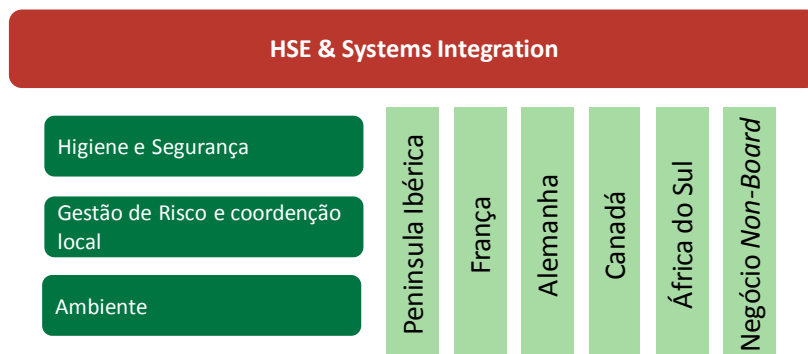 HSE & Systems Integration
Higiene e Segurança
Gestão de Risco e coordenção
local
Ambiente
Peninsula Ibérica
França
Alemanha
Canadá
África do Sul
Negócio Non-Board